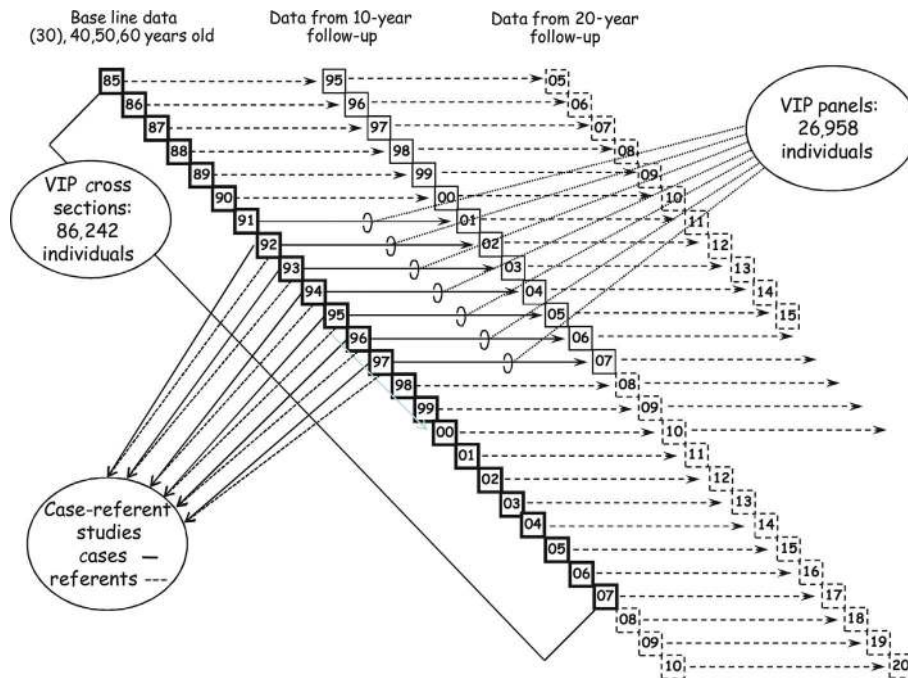 Base line data
(30), 40,50,60 years old
Data from 10-year
follow-up
Data from 20-year
follow-up
85 95 05
86 96 06
87 97 07
88 98 08
89 99 09
90 00 10
91 01 11
92 02 12
93 03 13
94 04 14
95 05 15
96 06
97 07
98 08
99 09
00 10
01 11
02 12
03 13
04 14
05 15
06 16
07 17
08 18
09 19
10 20
VIP panels:
26,958
individuals
VIP cross
sections:
86,242
individuals
Case-referent
studies
cases —
referents ----